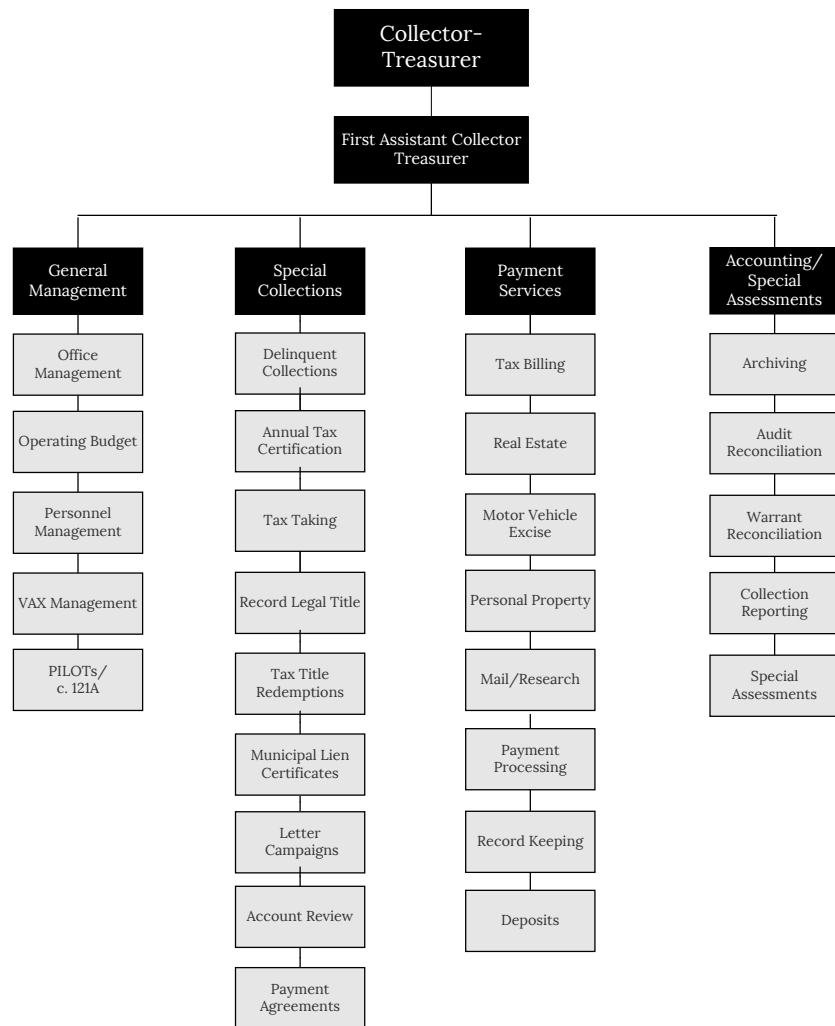 Collector-
Treasurer
First Assistant Collector
Treasurer
General
Management
Office
Management
Operating Budget
Personnel
Management
VAX Management
PILOTs/
c. 121A
Special
Collections
Delinquent
Collections
Annual Tax
Certification
Tax Taking
Record Legal Title
Tax Title
Redemptions
Municipal Lien
Certificates
Letter
Campaigns
Account Review
Payment
Agreements
Payment
Services
Tax Billing
Real Estate
Motor Vehicle
Excise
Personal Property
Mail/Research
Payment
Processing
Record Keeping
Deposits
Accounting/
Special
Assessments
Archiving
Audit
Reconciliation
Warrant
Reconciliation
Collection
Reporting
Special
Assessments